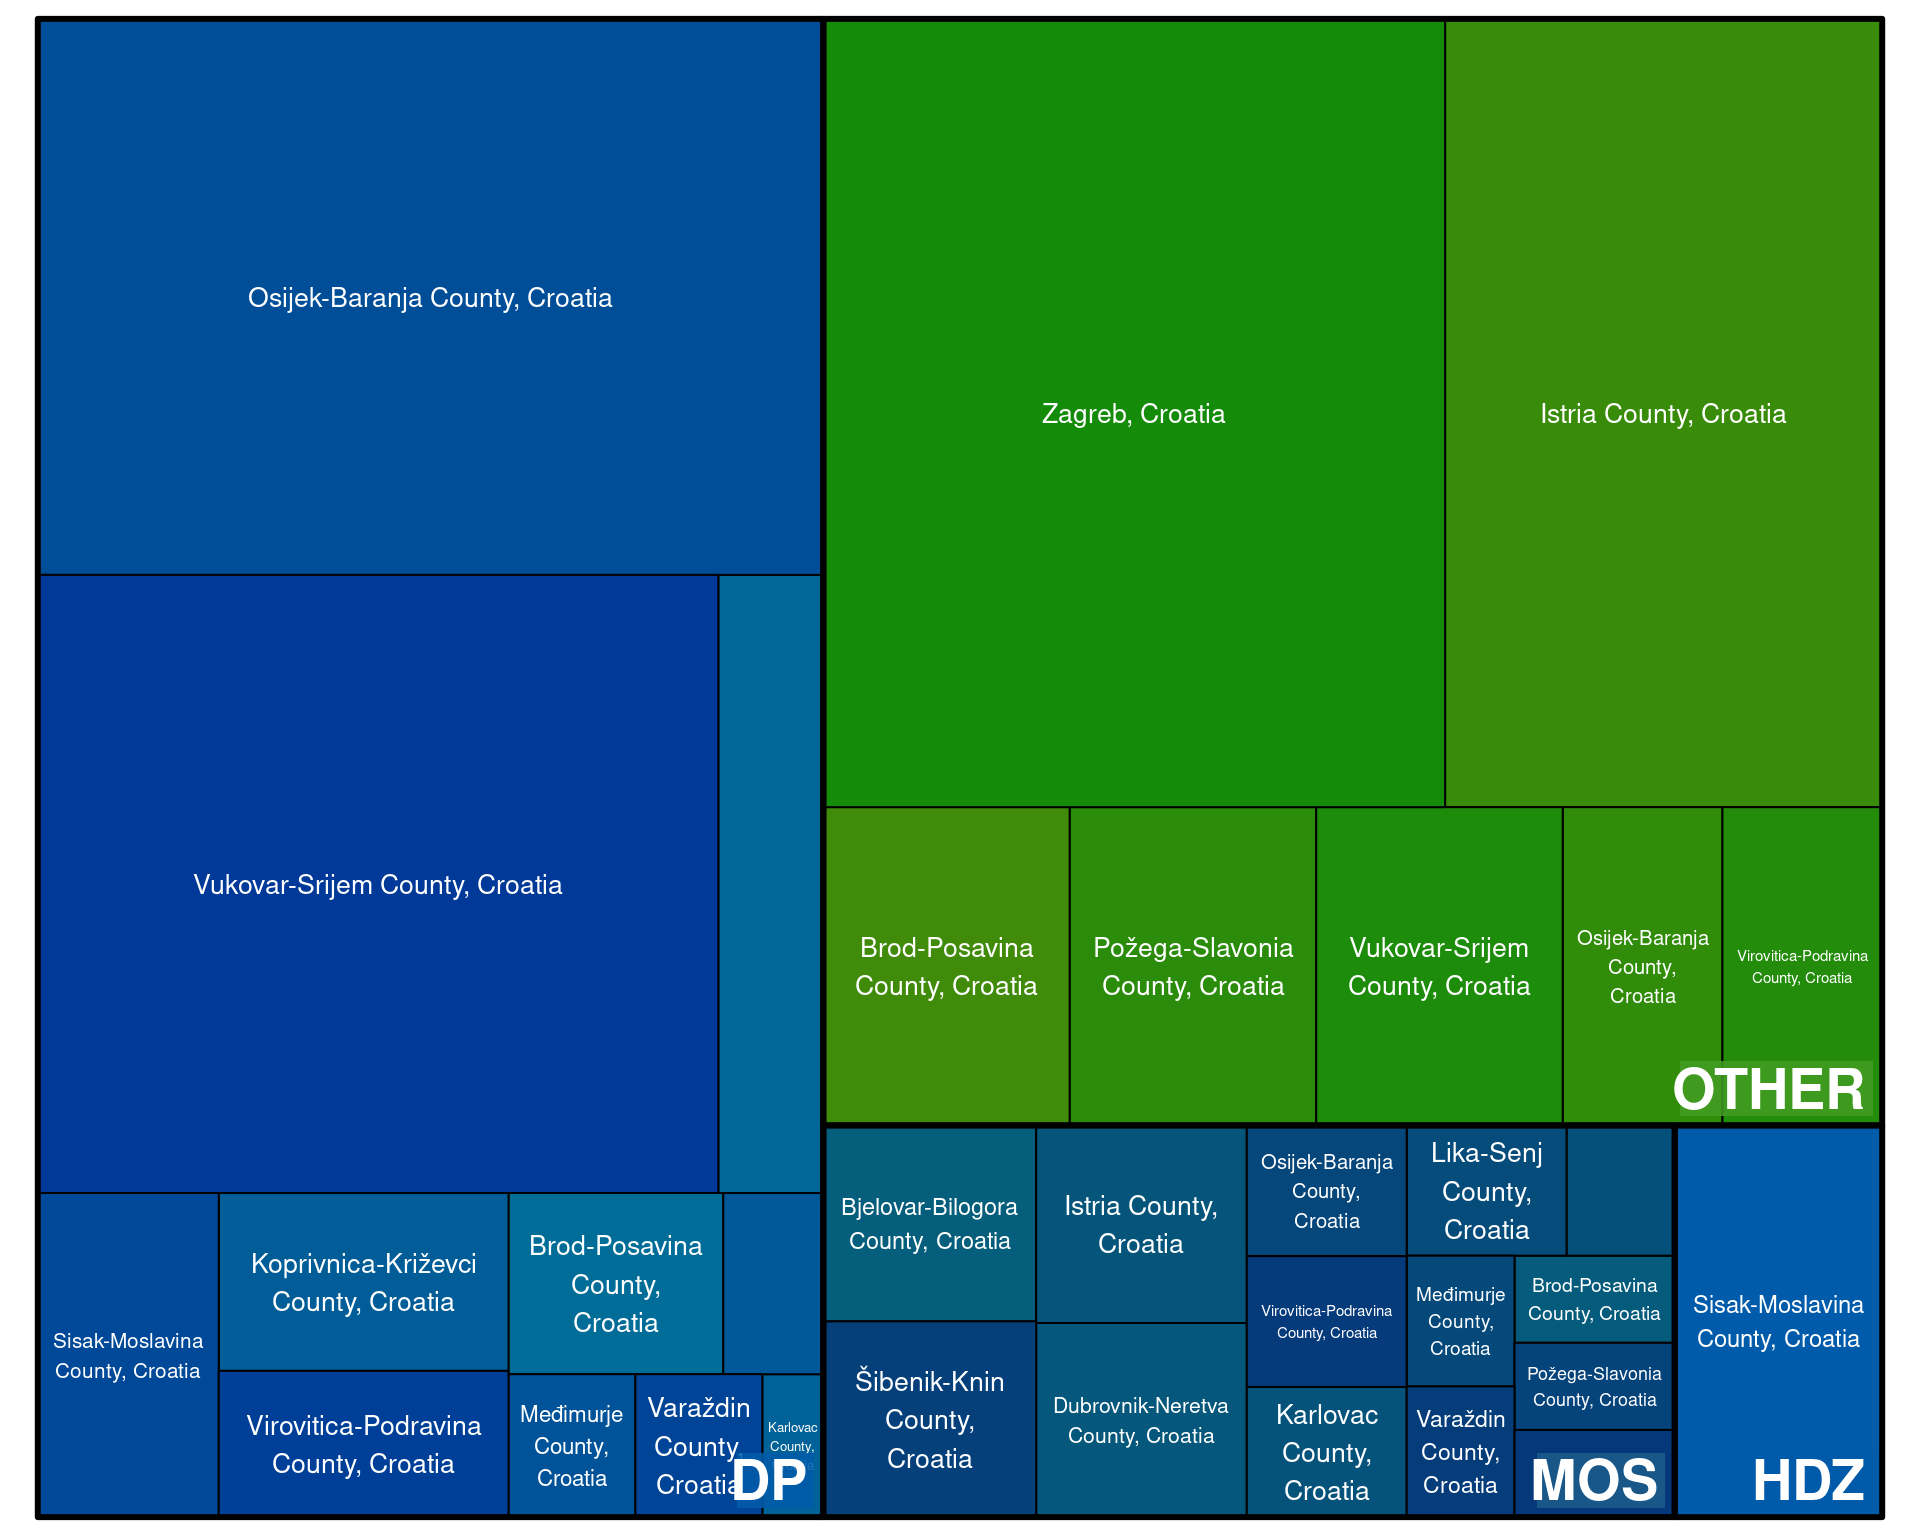 Osijek-Baranja County, Croatia
Vukovar-Srijem County, Croatia
Sisak-Moslavina
County, Croatia
Koprivnica-Križevci
County, Croatia
Virovitica-Podravina
County, Croatia
Brod-Posavina
County,
Croatia
Međimurje
County,
Croatia
Varaždin
County,
Croatia
Karlovac
County,
DP
Zagreb, Croatia
Istria County, Croatia
Brod-Posavina
County, Croatia
Požega-Slavonia
County, Croatia
Vukovar-Srijem
County, Croatia
Osijek-Baranja
County,
Croatia
Virovitica-Podravina
County, Croatia
OTHER
Bjelovar-Bilogora
County, Croatia
Šibenik-Knin
County,
Croatia
Istria County,
Croatia
Dubrovnik-Neretva
County, Croatia
Osijek-Baranja
County,
Croatia
Virovitica-Podravina
County, Croatia
Karlovac
County,
Croatia
Lika-Senj
County,
Croatia
Međimurje
County,
Croatia
Varaždin
County,
Croatia
Brod-Posavina
County, Croatia
Požega-Slavonia
County, Croatia
MOS
Sisak-Moslavina
County, Croatia
HDZ